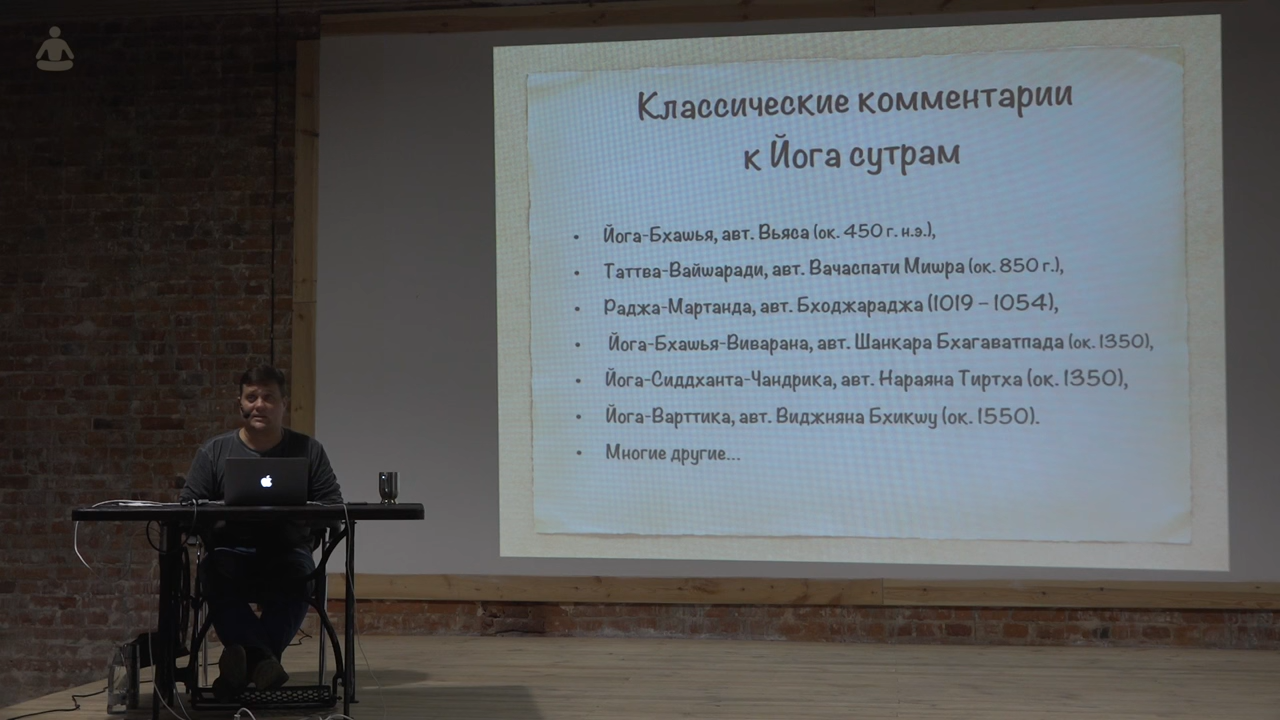 Классические комментарии
к Йога сутрам
• Йога-Бхашья, авт. Вьяса (ок. 450 г. н.э.),
• Таттва-Вайшаради, авт. Вачаспати Мишра (ок. 850 г.),
• Раджа-Мартанда, авт. Бходжараджа (1019 – 1054),
• Йога-Бхашья-Виварана, авт. Шанкара Бхагаватпада (ок. 1350),
• Йога-Сиддханта-Чандрика, авт. Нараяна Тиртха (ок. 1350),
• Йога-Варттика, авт. Виджняна Бхикшу (ок. 1550).
• Многие другие...